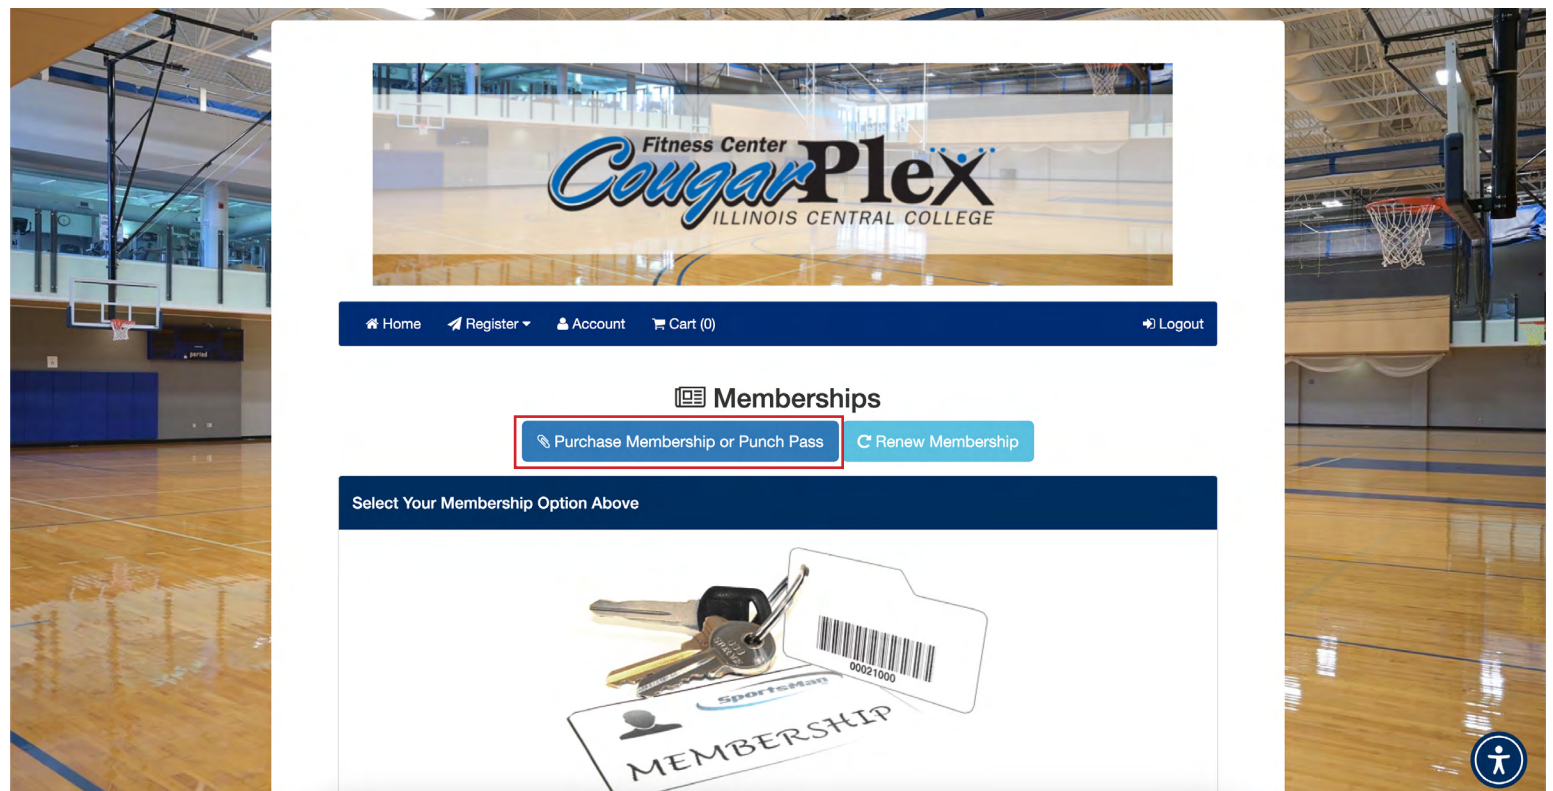 Fitness Center
CougarPlex
ILLINOIS CENTRAL COLLEGE
Home Register Account Cart (0) Logout
Memberships
Purchase Membership or Punch Pass Renew Membership
Select Your Membership Option Above
00021000
SportsMan
MEMBERSHIP
period